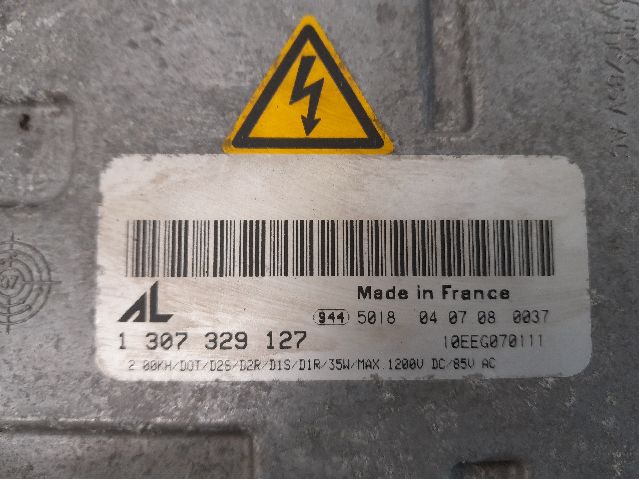 AL
Made in France
944 5018 04 07 08 0037
1 307 329 127
10EEG070111
2.00KH/DOT/D2S/D2R/D1S/D1R/35W/MAX.1200V DC/85V AC